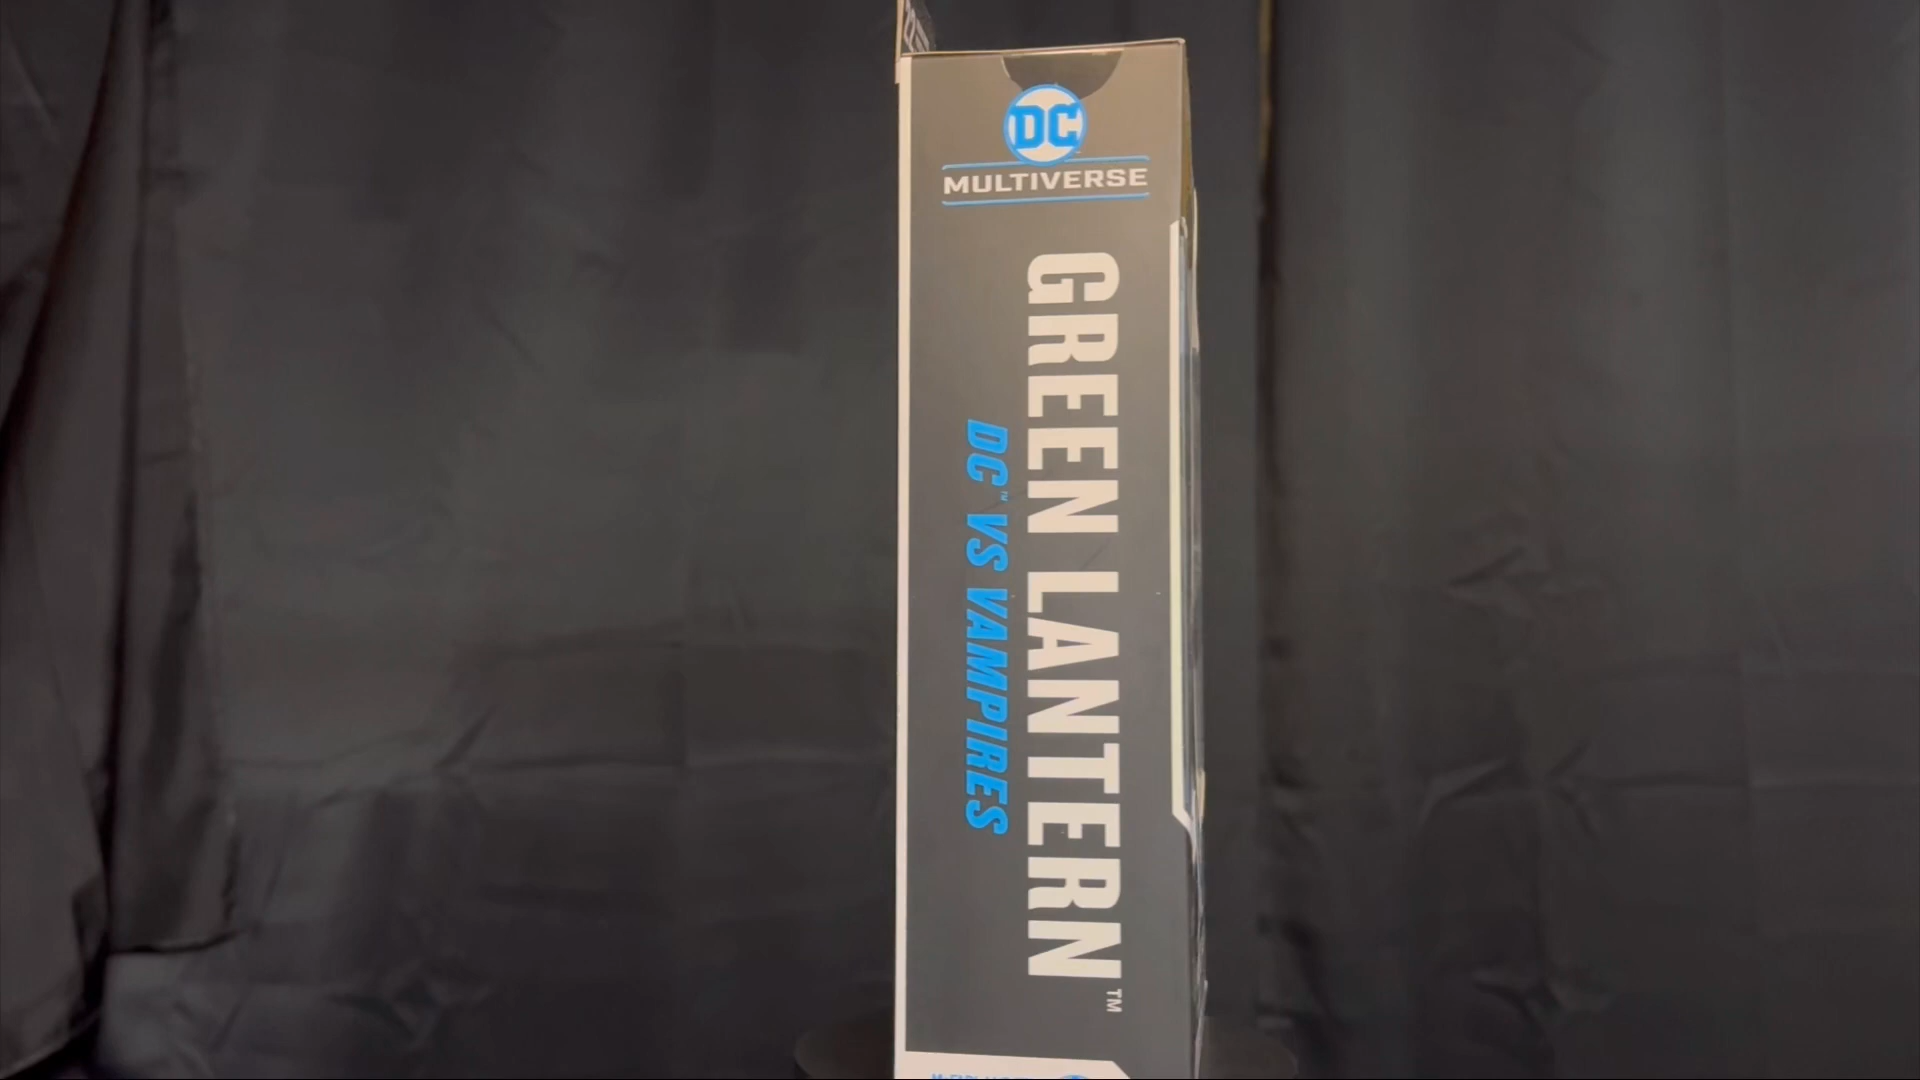 DC
MULTIVERSE
GREEN LANTERN™
DC™ VS VAMPIRES